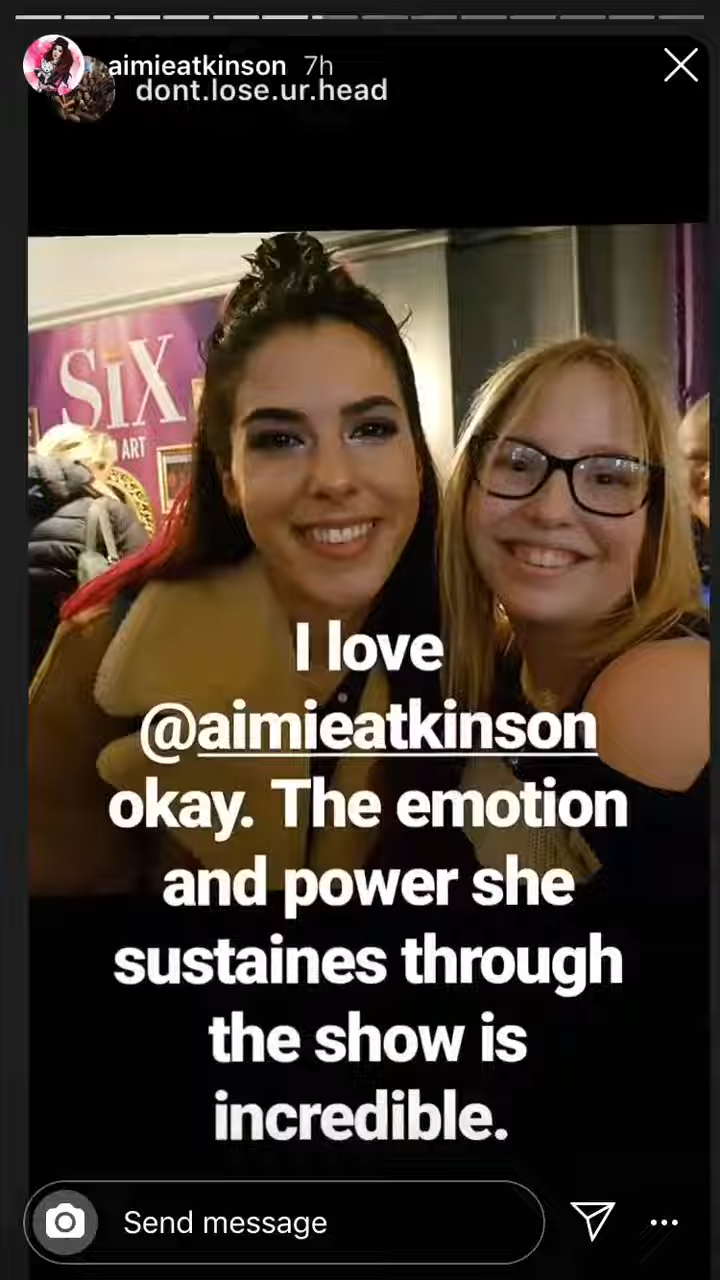 aimieatkinson 7h
dont.lose.ur.head
SiX
ART
I love
@aimieatkinson
okay. The emotion
and power she
sustaines through
the show is
incredible.
Send message